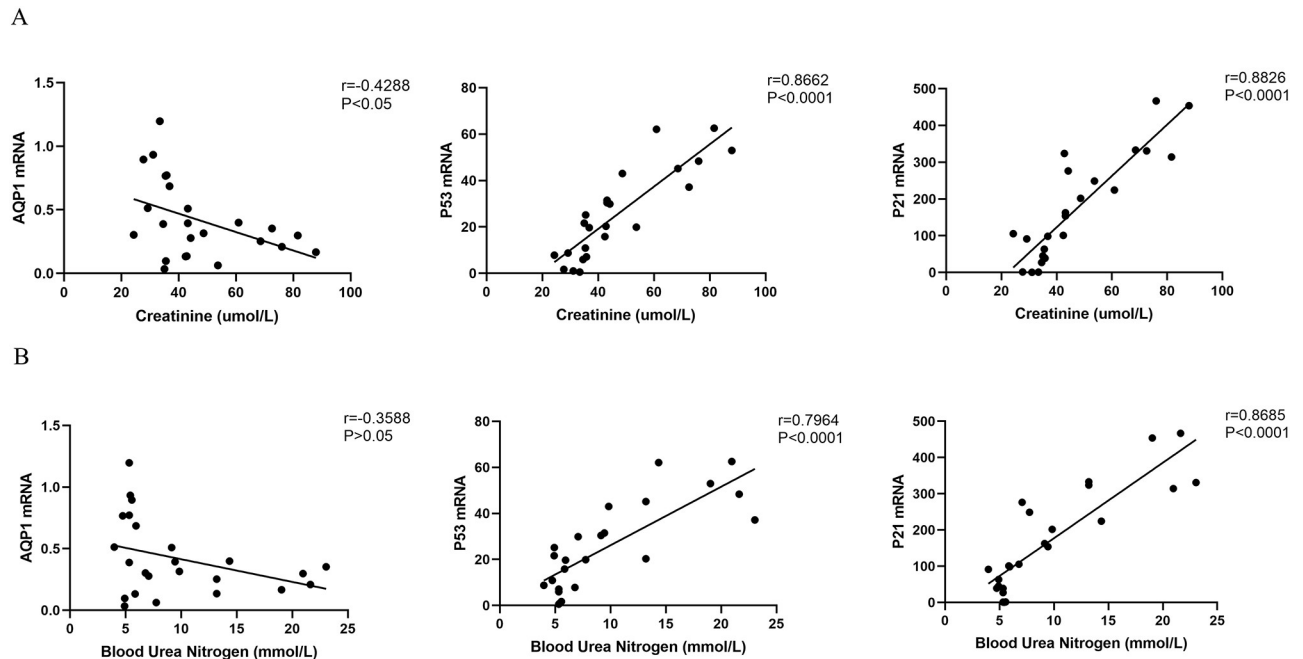 A
r=-0.4288
P<0.05
1.5
1.0
0.5
0.0
AQP1 mRNA
0 20 40 60 80 100
Creatinine (umol/L)
r=0.8662
P<0.0001
80
60
40
20
0
P53 mRNA
0 20 40 60 80 100
Creatinine (umol/L)
r=0.8826
P<0.0001
500
400
300
200
100
0
P21 mRNA
0 20 40 60 80 100
Creatinine (umol/L)
B
r=-0.3588
P>0.05
1.5
1.0
0.5
0.0
AQP1 mRNA
0 5 10 15 20 25
Blood Urea Nitrogen (mmol/L)
r=0.7964
P<0.0001
80
60
40
20
0
P53 mRNA
0 5 10 15 20 25
Blood Urea Nitrogen (mmol/L)
r=0.8685
P<0.0001
500
400
300
200
100
0
P21 mRNA
0 5 10 15 20 25
Blood Urea Nitrogen (mmol/L)